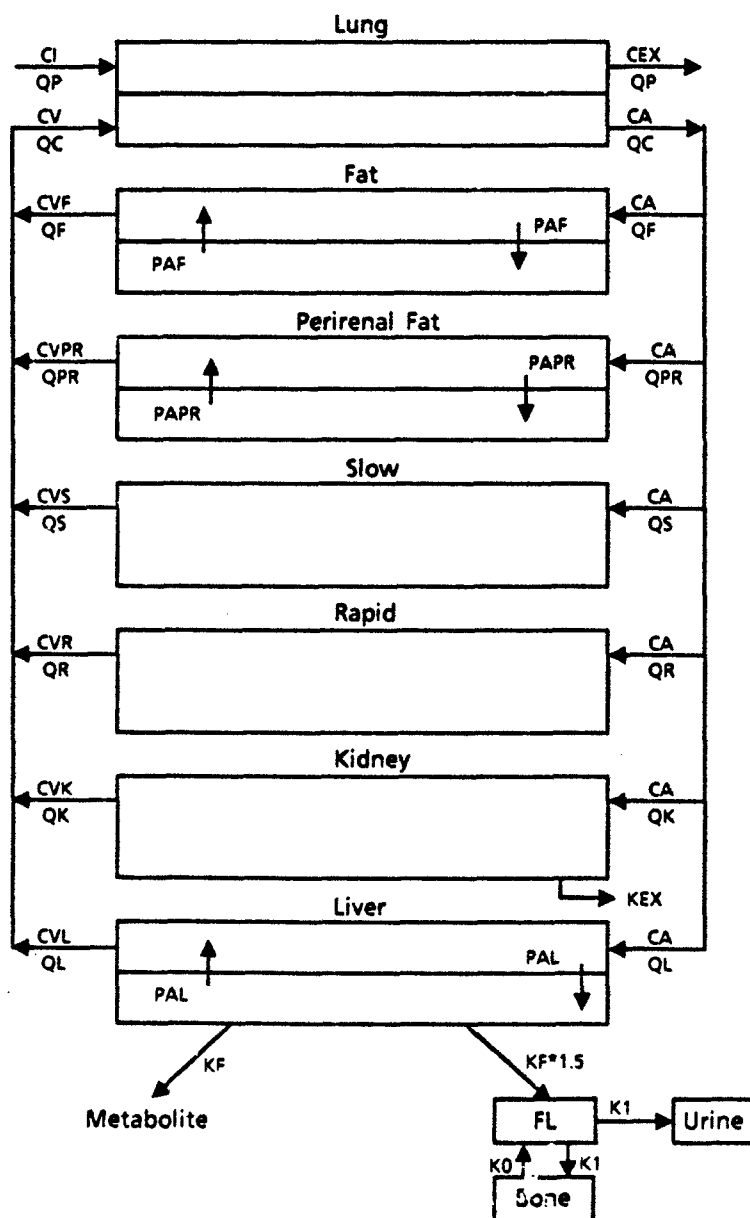 Lung
CI
QP
CEX
QP
CV
QC
CA
QC
Fat
CVF
QF
PAF
PAF
CA
QF
Perirenal Fat
CVPR
QPR
PAPR
PAPR
CA
QPR
Slow
CVS
QS
CA
QS
Rapid
CVR
QR
CA
QR
Kidney
CVK
QK
CA
QK
KEX
Liver
CVL
QL
PAL
PAL
CA
QL
KF
KF*1.5
Metabolite
FL
K1
Urine
K0
K1
Bone